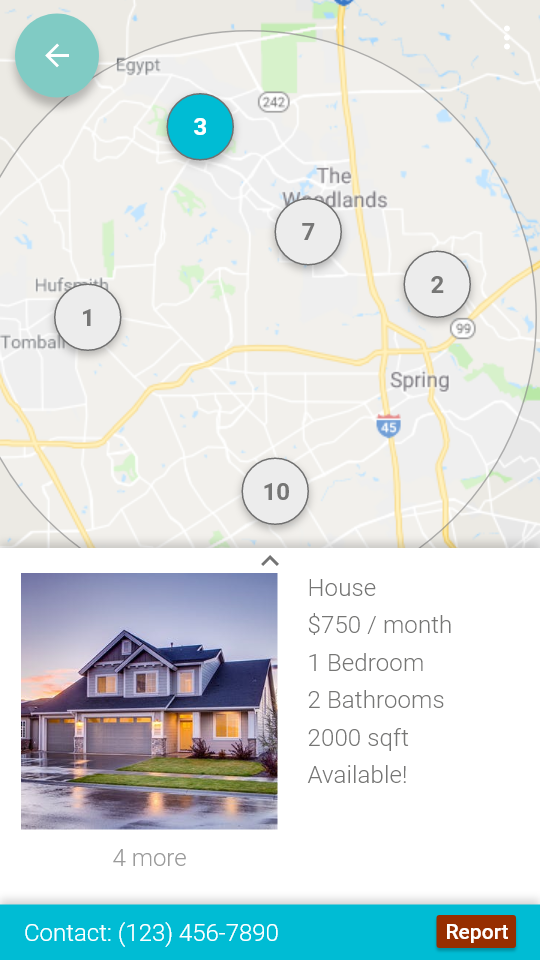 Egypt
242
3
The
Woodlands
7
2
Hufsmith
1
99
Tomball
Spring
45
10
House
$750 / month
1 Bedroom
2 Bathrooms
2000 sqft
Available!
4 more
Contact: (123) 456-7890
Report